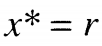 x* = r